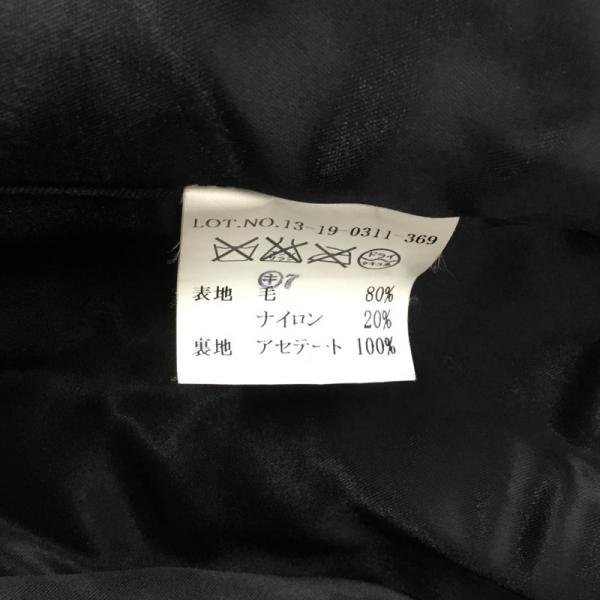 LOT.NO.13-19-0311-369
ドライ
㋖7
表地 毛 80%
ナイロン 20%
裏地 アセテート 100%